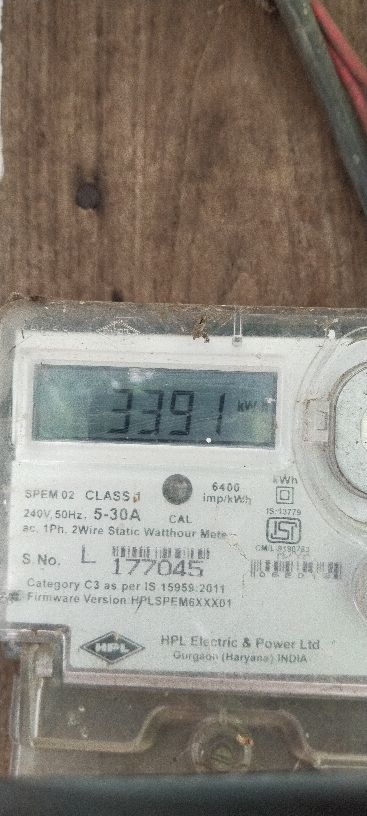 3391 kWh
SPEM 02 CLASS 1
6400 imp/kWh
kWh
240V, 50Hz, 5-30A
CAL
IS:13779
ac. 1Ph. 2Wire Static Watthour Meter
ISI
S. No. L 177045
Category C3 as per IS 15959:2011
Firmware Version HPLSPEM6XXX01
HPL
HPL Electric & Power Ltd
Gurgaon (Haryana) INDIA